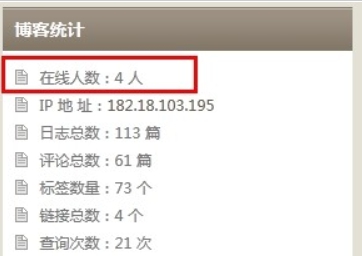 博客统计
在线人数：4 人
IP 地 址：182.18.103.195
日志总数：113 篇
评论总数：61 篇
标签数量：73 个
链接总数：4 个
查询次数：21 次